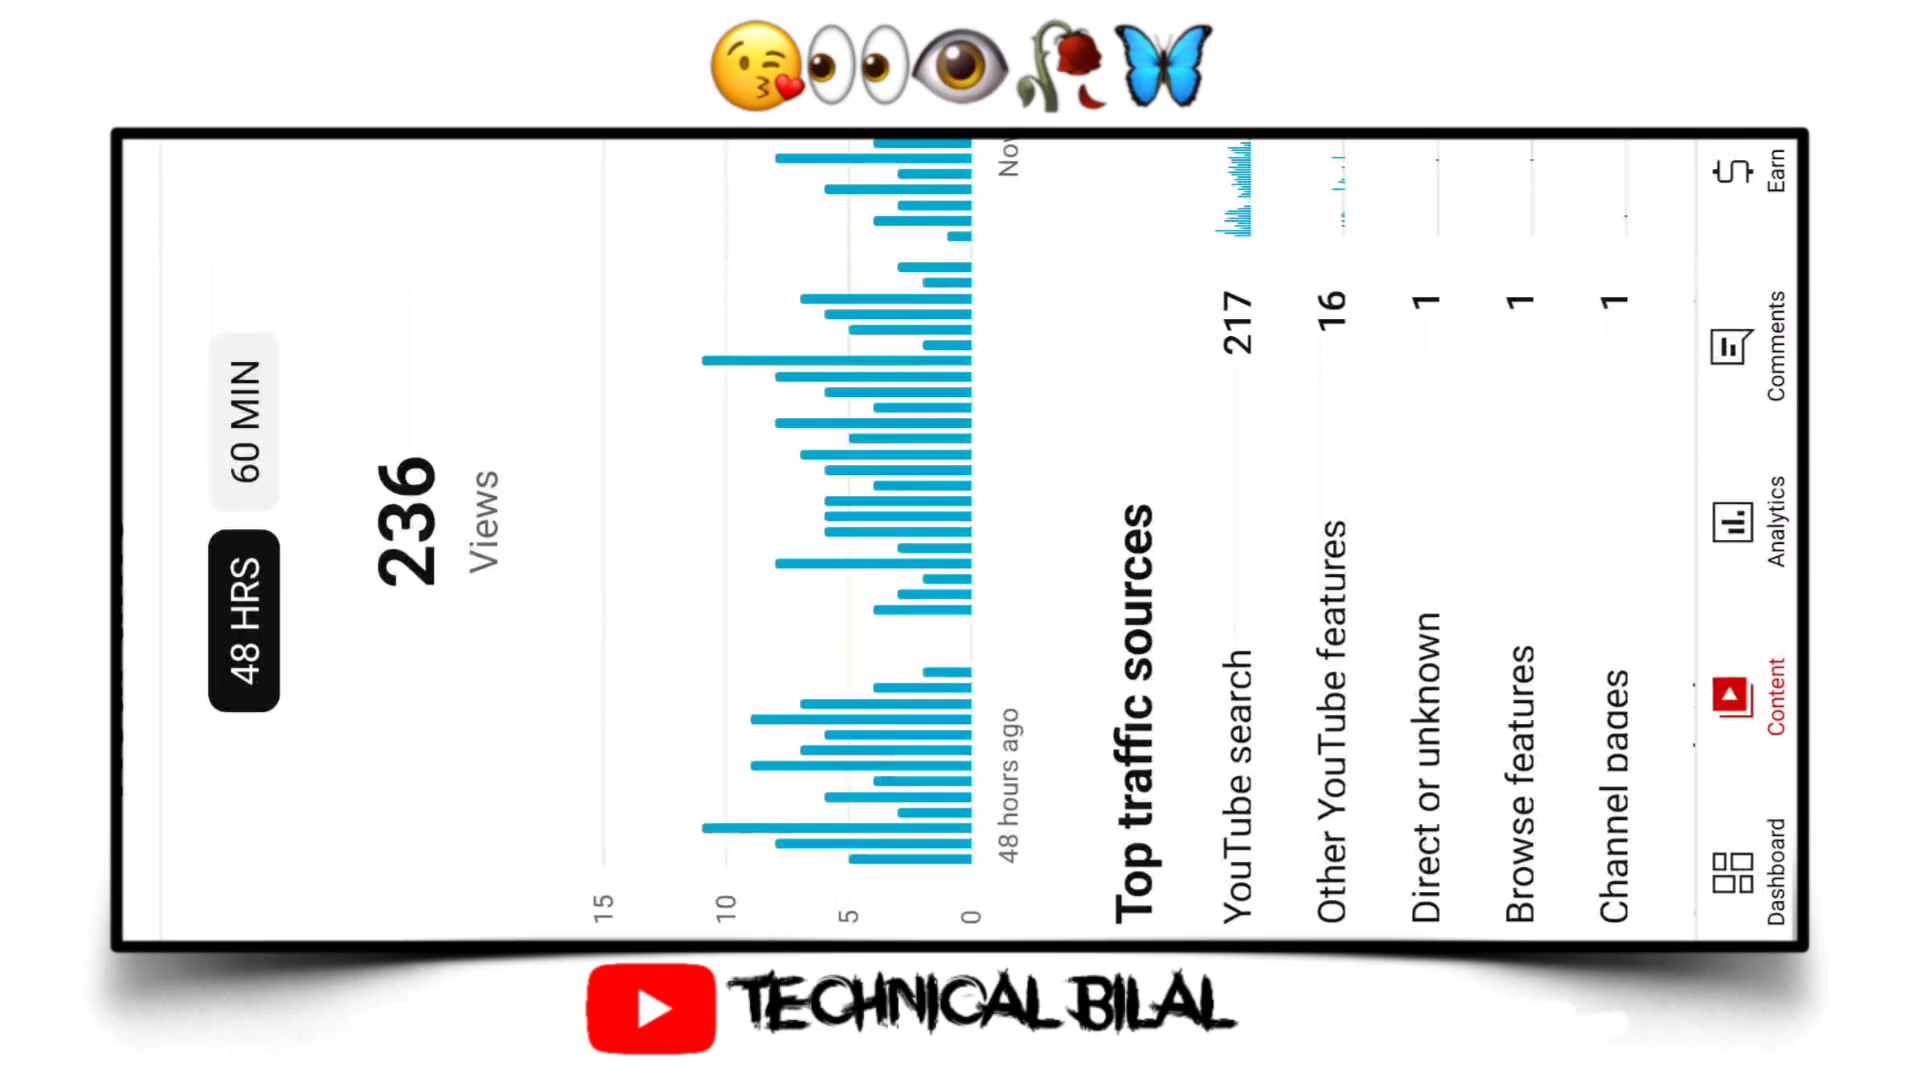 48 HRS 60 MIN
236
Views
15
10
5
0
48 hours ago
Top traffic sources
YouTube search 217
Other YouTube features 16
Direct or unknown 1
Browse features 1
Channel pages 1
Dashboard Content Analytics Comments Earn
TECHNICAL BILAL